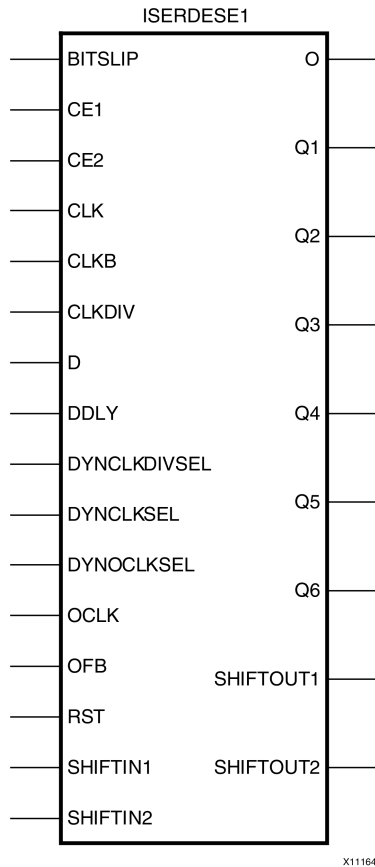 ISERDESE1
BITSLIP
O
CE1
Q1
CE2
CLK
Q2
CLKB
CLKDIV
Q3
D
DDLY
Q4
DYNCLKDIVSEL
Q5
DYNCLKSEL
DYNOCLKSEL
Q6
OCLK
OFB
SHIFTOUT1
RST
SHIFTIN1
SHIFTOUT2
SHIFTIN2
X11164